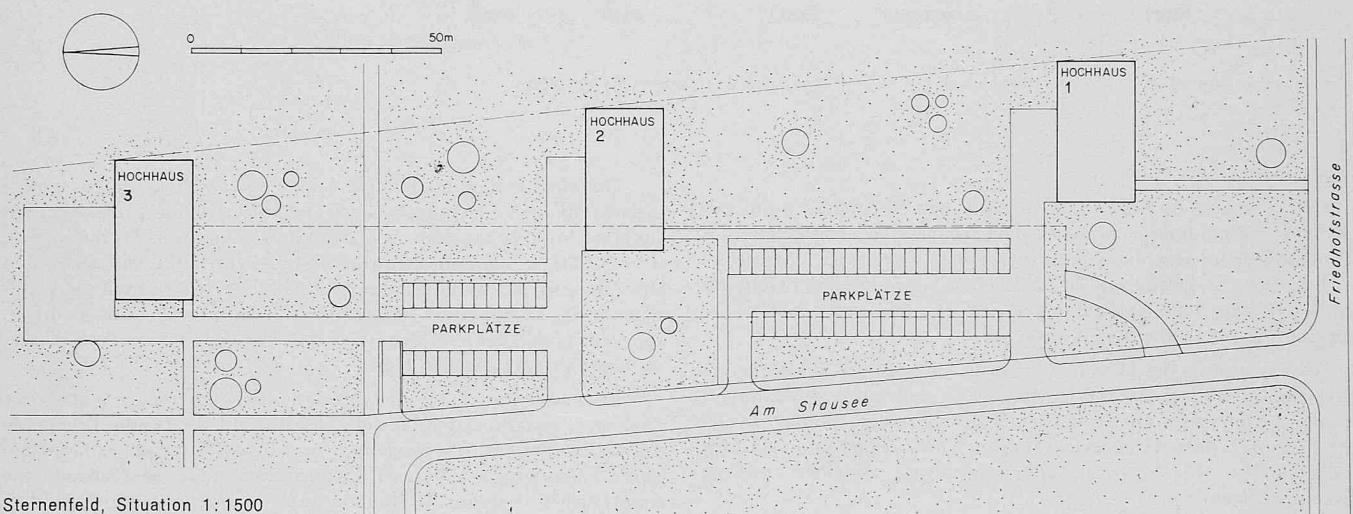 0 50m
HOCHHAUS
1
HOCHHAUS
2
HOCHHAUS
3
PARKPLÄTZE
PARKPLÄTZE
Am Stausee
Friedhofstrasse
Sternenfeld, Situation 1:1500